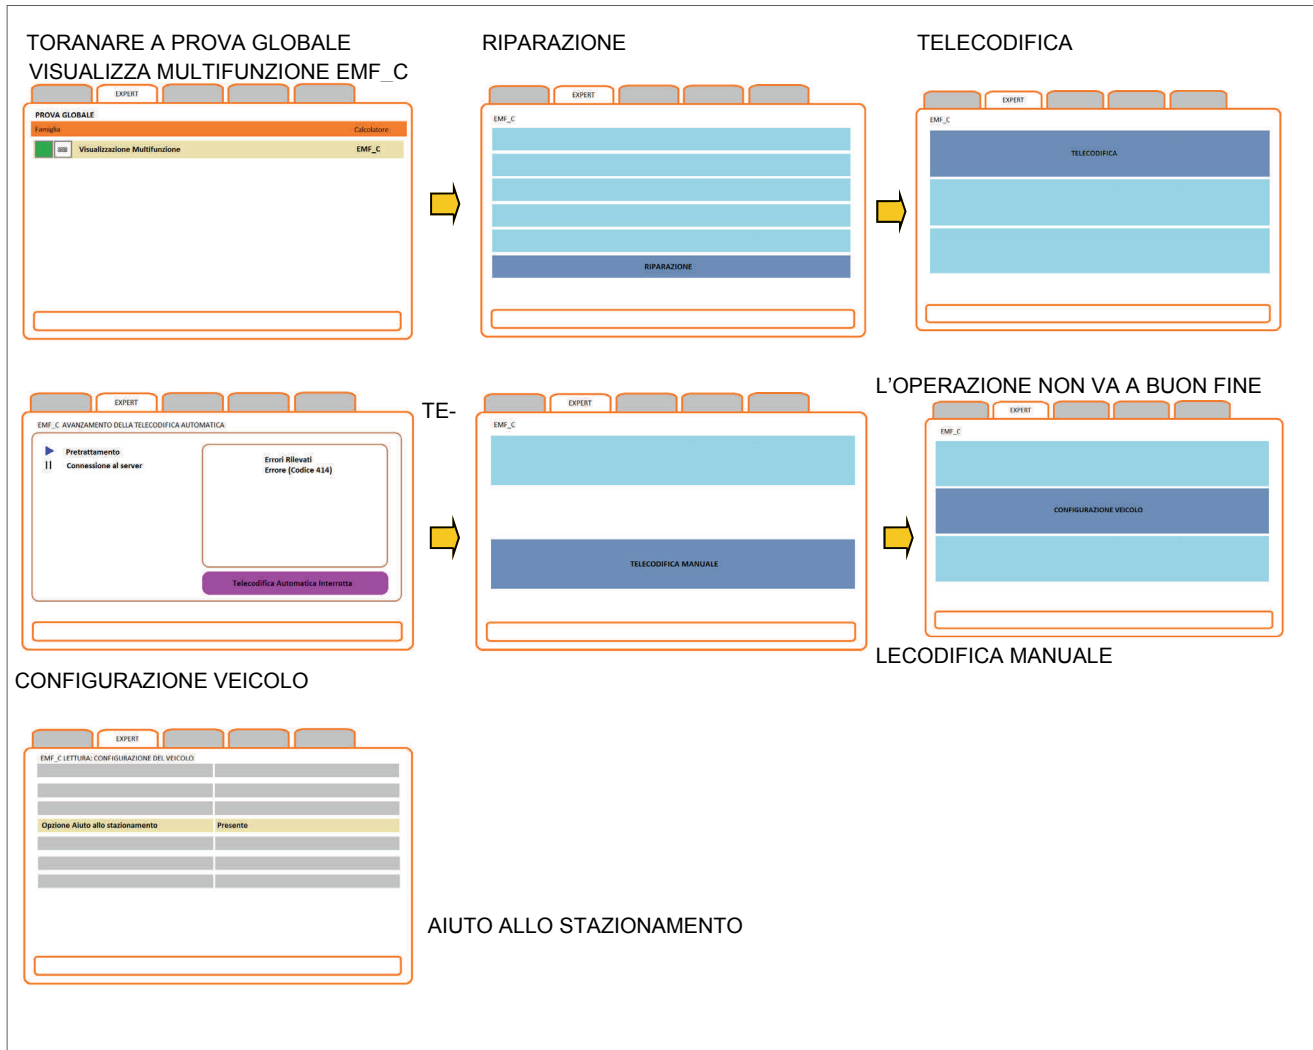 TORANARE A PROVA GLOBALE
VISUALIZZA MULTIFUNZIONE EMF_C
EXPERT
PROVA GLOBALE
Famiglia Calcolatore
Visualizzazione Multifunzione EMF_C
RIPARAZIONE
EXPERT
EMF_C
RIPARAZIONE
TELECODIFICA
EXPERT
EMF_C
TELECODIFICA
EXPERT
EMF_C AVANZAMENTO DELLA TELECODIFICA AUTOMATICA
Pretrattamento
Connessione al server
Errori Rilevati
Errore (Codice 414)
Telecodifica Automatica Interrotta
TE-
EXPERT
EMF_C
TELECODIFICA MANUALE
L'OPERAZIONE NON VA A BUON FINE
EXPERT
EMF_C
CONFIGURAZIONE VEICOLO
LECODIFICA MANUALE
CONFIGURAZIONE VEICOLO
EXPERT
EMF_C LETTURA: CONFIGURAZIONE DEL VEICOLO
Opzione Aiuto allo stazionamento Presente
AIUTO ALLO STAZIONAMENTO